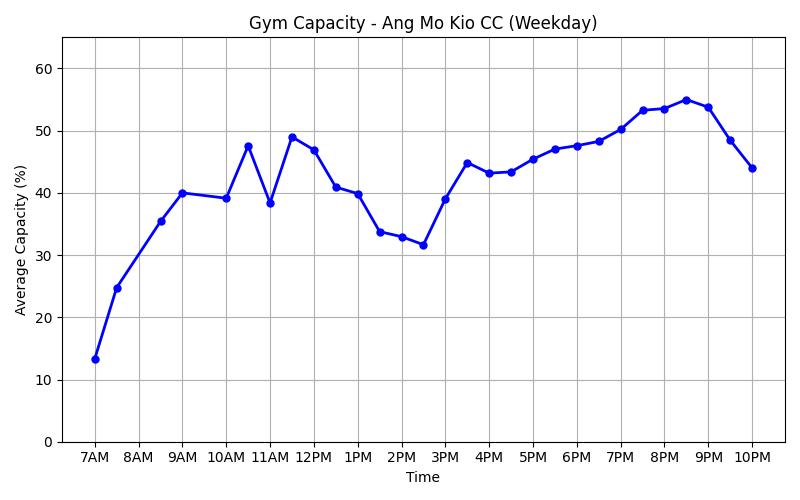 Gym Capacity - Ang Mo Kio CC (Weekday)
Average Capacity (%)
60
50
40
30
20
10
0
7AM 8AM 9AM 10AM 11AM 12PM 1PM 2PM 3PM 4PM 5PM 6PM 7PM 8PM 9PM 10PM
Time